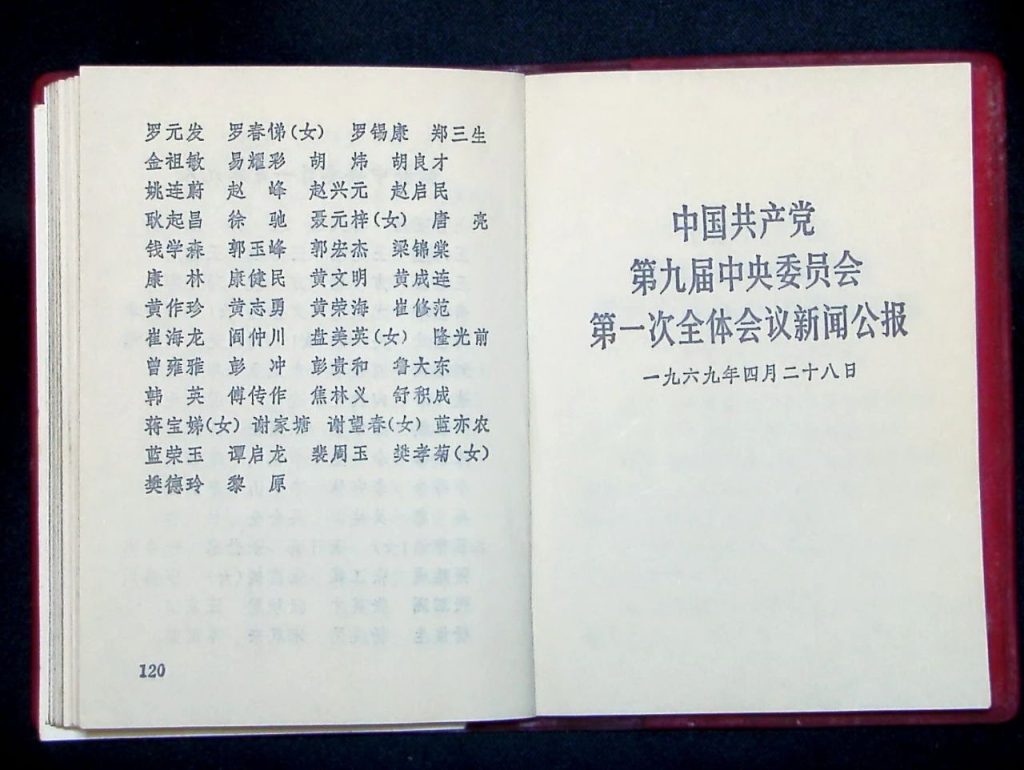 罗元发 罗春俤(女) 罗锡康 郑三生
金祖敏 易耀彩 胡 炜 胡良才
姚连蔚 赵 峰 赵兴元 赵启民
耿起昌 徐 驰 聂元梓(女) 唐 亮
钱学森 郭玉峰 郭宏杰 梁锦棠
康 林 康健民 黄文明 黄成连
黄作珍 黄志勇 黄荣海 崔修范
崔海龙 阎仲川 盘美英(女) 隆光前
曾雍雅 彭 冲 彭贵和 鲁大东
韩 英 傅传作 焦林义 舒积成
蒋宝娣(女) 谢家塘 谢望春(女) 蓝亦农
蓝荣玉 谭启龙 裴周玉 樊孝菊(女)
樊德玲 黎 原
120
中国共产党
第九届中央委员会
第一次全体会议新闻公报
一九六九年四月二十八日